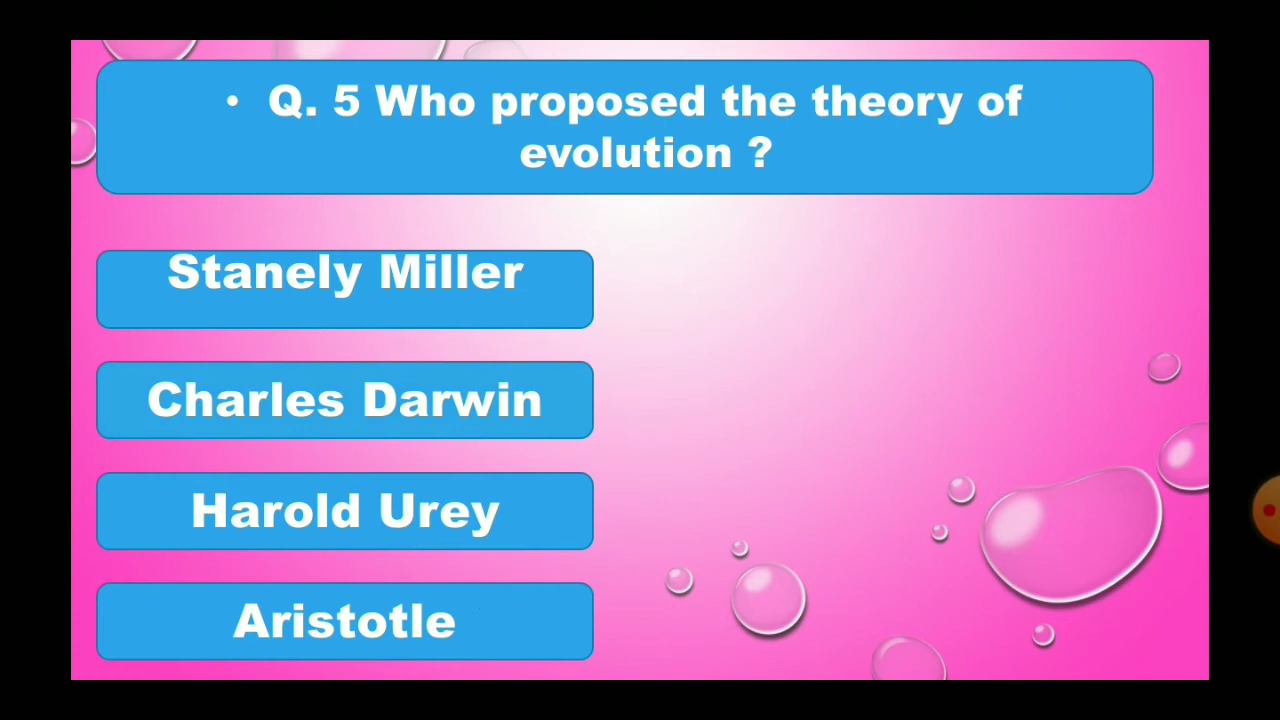 • Q. 5 Who proposed the theory of
evolution ?
Stanely Miller
Charles Darwin
Harold Urey
Aristotle